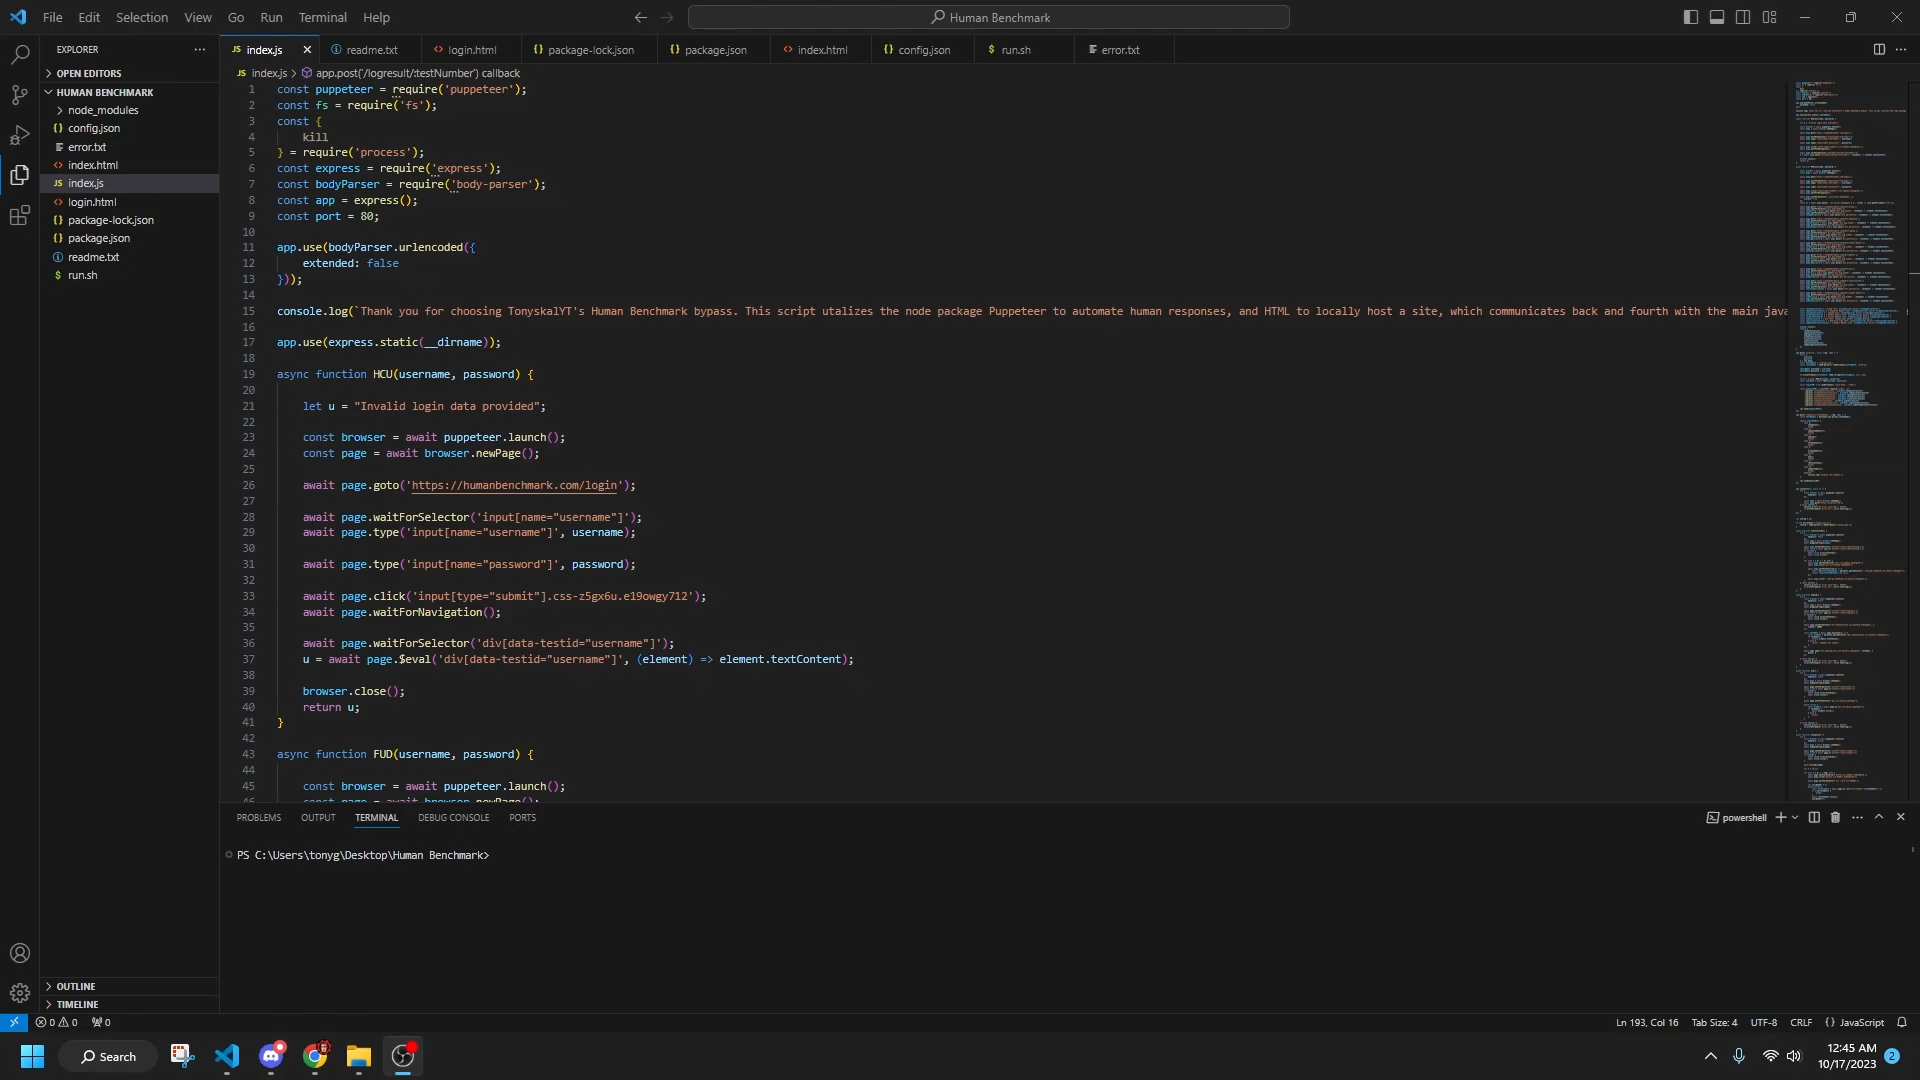 File Edit Selection View Go Run Terminal Help
Human Benchmark
EXPLORER
OPEN EDITORS
HUMAN BENCHMARK
node_modules
config.json
error.txt
index.html
index.js
login.html
package-lock.json
package.json
readme.txt
run.sh
OUTLINE
TIMELINE
JS index.js readme.txt login.html package-lock.json package.json index.html config.json run.sh error.txt
JS index.js > app.post('/logresult/:testNumber') callback
1 const puppeteer = require('puppeteer');
2 const fs = require('fs');
3 const {
4 kill
5 } = require('process');
6 const express = require('express');
7 const bodyParser = require('body-parser');
8 const app = express();
9 const port = 80;
10
11 app.use(bodyParser.urlencoded({
12 extended: false
13 }));
14
15 console.log(`Thank you for choosing TonyskalYT's Human Benchmark bypass. This script utalizes the node package Puppeteer to automate human responses, and HTML to locally host a site, which communicates back and fourth with the main java
16
17 app.use(express.static(__dirname));
18
19 async function HCU(username, password) {
20
21 let u = "Invalid login data provided";
22
23 const browser = await puppeteer.launch();
24 const page = await browser.newPage();
25
26 await page.goto('https://humanbenchmark.com/login');
27
28 await page.waitForSelector('input[name="username"]');
29 await page.type('input[name="username"]', username);
30
31 await page.type('input[name="password"]', password);
32
33 await page.click('input[type="submit"].css-z5gx6u.e19owgy712');
34 await page.waitForNavigation();
35
36 await page.waitForSelector('div[data-testid="username"]');
37 u = await page.$eval('div[data-testid="username"]', (element) => element.textContent);
38
39 browser.close();
40 return u;
41 }
42
43 async function FUD(username, password) {
44
45 const browser = await puppeteer.launch();
46 const page = await browser.newPage();
PROBLEMS OUTPUT TERMINAL DEBUG CONSOLE PORTS
powershell
PS C:\Users\tonyg\Desktop\Human Benchmark>
0 0 0
Ln 193, Col 16 Tab Size: 4 UTF-8 CRLF {} JavaScript
Search
12:45 AM
10/17/2023
2